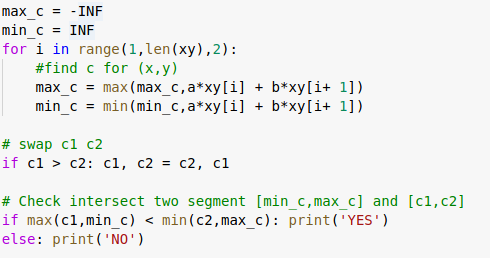 max_c = -INF
min_c = INF
for i in range(1,len(xy),2):
    #find c for (x,y)
    max_c = max(max_c,a*xy[i] + b*xy[i+ 1])
    min_c = min(min_c,a*xy[i] + b*xy[i+ 1])

# swap c1 c2
if c1 > c2: c1, c2 = c2, c1

# Check intersect two segment [min_c,max_c] and [c1,c2]
if max(c1,min_c) < min(c2,max_c): print('YES')
else: print('NO')